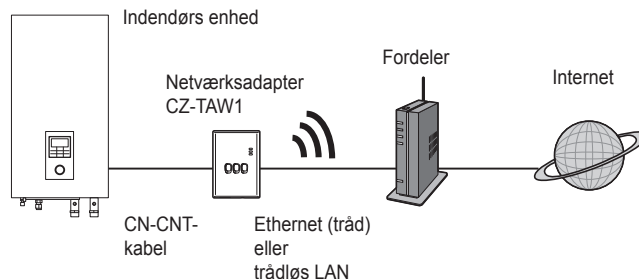 Indendørs enhed
Fordeler
Netværksadapter
CZ-TAW1
Internet
CN-CNT-
kabel
Ethernet (tråd)
eller
trådløs LAN